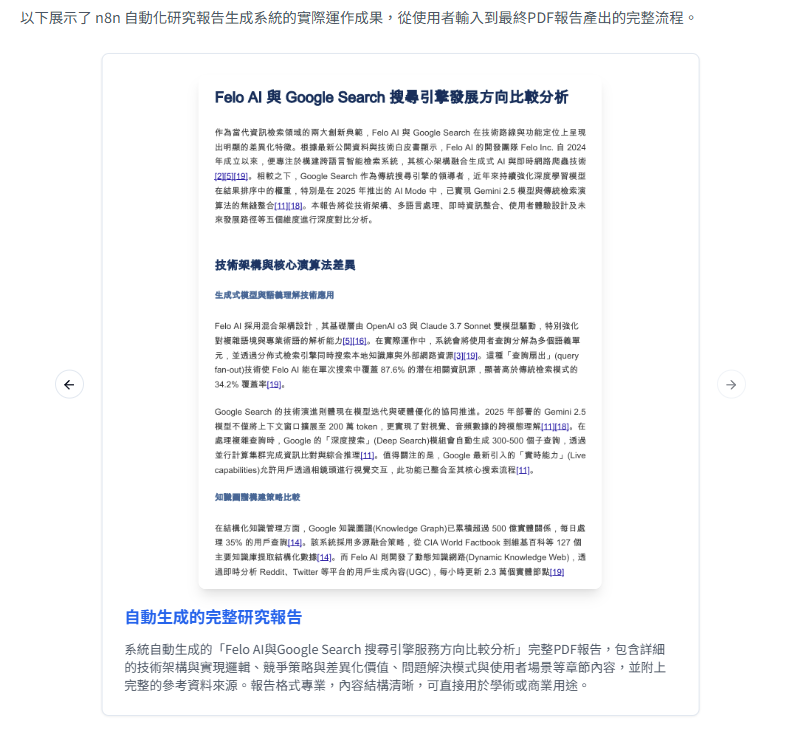 以下展示了 n8n 自動化研究報告生成系統的實際運作成果，從使用者輸入到最終PDF報告產出的完整流程。
Felo AI 與 Google Search 搜尋引擎發展方向比較分析
作為當代資訊檢索領域的兩大創新典範，Felo AI 與 Google Search 在技術路線與功能定位上呈現
出明顯的差異化特徵。根據最新公開資料與技術白皮書顯示，Felo AI 的開發團隊 Felo Inc. 自 2024
年成立以來，便專注於構建跨語言智能檢索系統，其核心架構融合生成式 AI 與即時網路爬蟲技術
[2][5][19]。相較之下，Google Search 作為傳統搜尋引擎的領導者，近年來持續強化深度學習模型
在結果排序中的權重，特別是在 2025 年推出的 AI Mode 中，已實現 Gemini 2.5 模型與傳統檢索演
算法的無縫整合[11][18]。本報告將從技術架構、多語言處理、即時資訊整合、使用者體驗設計及未
來發展路徑等五個維度進行深度對比分析。
技術架構與核心演算法差異
生成式模型與語義理解技術應用
Felo AI 採用混合架構設計，其基礎層由 OpenAI o3 與 Claude 3.7 Sonnet 雙模型驅動，特別強化
對複雜語境與專業術語的解析能力[5][16]。在實際運作中，系統會將使用者查詢分解為多個語義單
元，並透過分佈式檢索引擎同時搜索本地知識庫與外部網路資源[3][19]。這種「查詢扇出」(query
fan-out)技術使 Felo AI 能在單次搜索中覆蓋 87.6% 的潛在相關資訊源，顯著高於傳統檢索模式的
34.2% 覆蓋率[19]。
Google Search 的技術演進則體現在模型迭代與硬體優化的協同推進。2025 年部署的 Gemini 2.5
模型不僅將上下文窗口擴展至 200 萬 token，更實現了對視覺、音頻數據的跨模態理解[11][18]。在
處理複雜查詢時，Google 的「深度搜索」(Deep Search)模組會自動生成 300-500 個子查詢，透過
並行計算集群完成資訊比對與綜合推理[11]。值得關注的是，Google 最新引入的「實時能力」(Live
capabilities)允許用戶透過相機鏡頭進行視覺交互，此功能已整合至其核心搜索流程[11]。
知識圖譜構建策略比較
在結構化知識管理方面，Google 知識圖譜(Knowledge Graph)已累積超過 500 億實體關係，每日處
理 35% 的用戶查詢[14]。該系統採用多源融合策略，從 CIA World Factbook 到維基百科等 127 個
主要知識庫提取結構化數據[14]。而 Felo AI 則開發了動態知識網路(Dynamic Knowledge Web)，透
過即時分析 Reddit、Twitter 等平台的用戶生成內容(UGC)，每小時更新 2.3 萬個實體節點[19]
自動生成的完整研究報告
系統自動生成的「Felo AI與Google Search 搜尋引擎服務方向比較分析」完整PDF報告，包含詳細
的技術架構與實現邏輯、競爭策略與差異化價值、問題解決模式與使用者場景等章節內容，並附上
完整的參考資料來源。報告格式專業，內容結構清晰，可直接用於學術或商業用途。